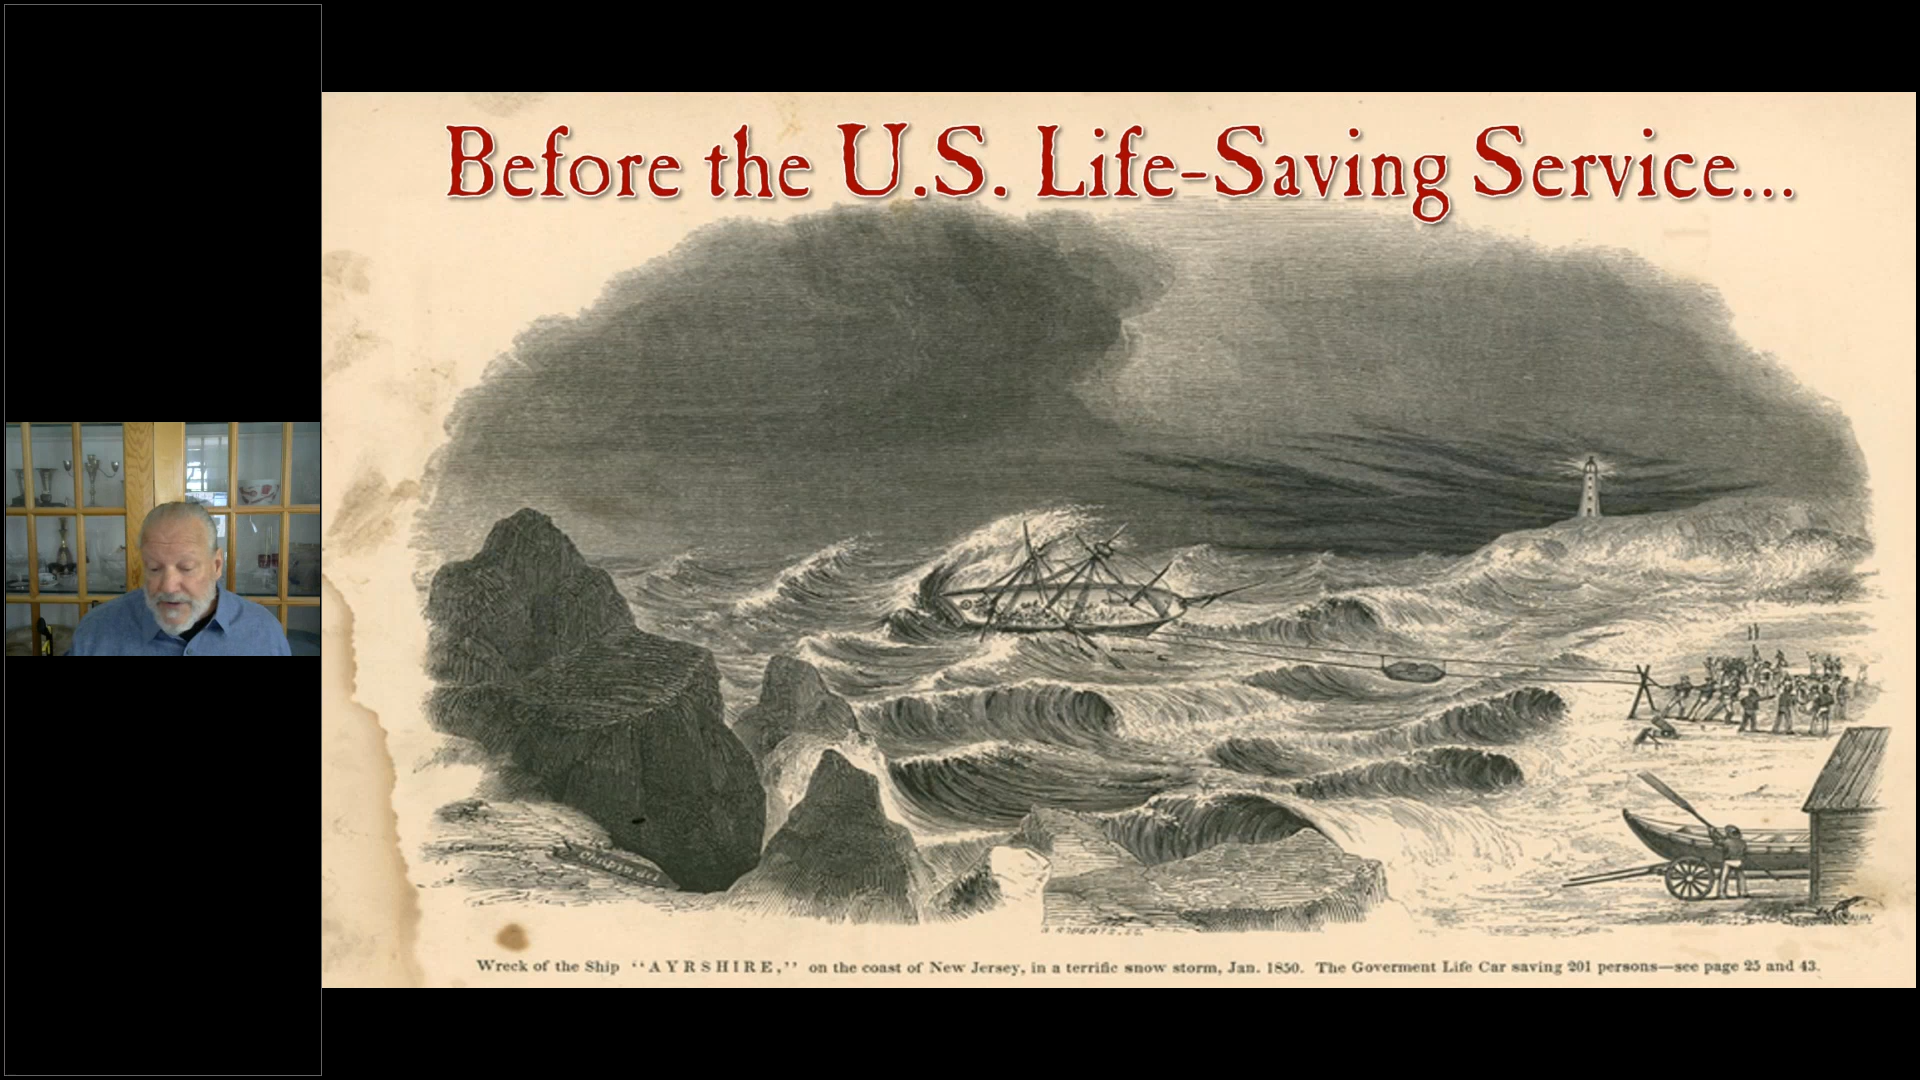 Before the U.S. Life-Saving Service...
Wreck of the Ship “AYRSHIRE,” on the coast of New Jersey, in a terrific snow storm, Jan. 1850. The Goverment Life Car saving 201 persons—see page 25 and 43.